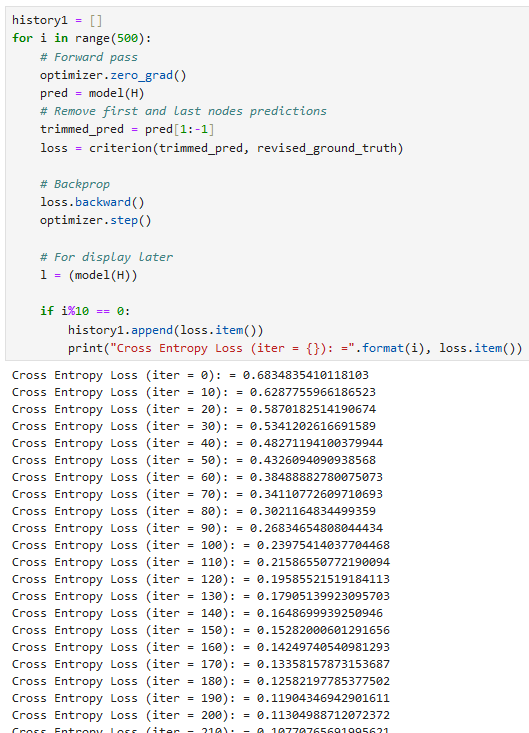 history1 = []
for i in range(500):
    # Forward pass
    optimizer.zero_grad()
    pred = model(H)
    # Remove first and last nodes predictions
    trimmed_pred = pred[1:-1]
    loss = criterion(trimmed_pred, revised_ground_truth)
    # Backprop
    loss.backward()
    optimizer.step()
    # For display later
    l = (model(H))
    if i%10 == 0:
        history1.append(loss.item())
        print("Cross Entropy Loss (iter = {}): =".format(i), loss.item())
Cross Entropy Loss (iter = 0): = 0.6834835410118103
Cross Entropy Loss (iter = 10): = 0.6287755966186523
Cross Entropy Loss (iter = 20): = 0.5870182514190674
Cross Entropy Loss (iter = 30): = 0.5341202616691589
Cross Entropy Loss (iter = 40): = 0.48271194100379944
Cross Entropy Loss (iter = 50): = 0.4326094090938568
Cross Entropy Loss (iter = 60): = 0.38488882780075073
Cross Entropy Loss (iter = 70): = 0.34110772609710693
Cross Entropy Loss (iter = 80): = 0.3021164834499359
Cross Entropy Loss (iter = 90): = 0.26834654808044434
Cross Entropy Loss (iter = 100): = 0.23975414037704468
Cross Entropy Loss (iter = 110): = 0.21586550772190094
Cross Entropy Loss (iter = 120): = 0.19585521519184113
Cross Entropy Loss (iter = 130): = 0.17905139923095703
Cross Entropy Loss (iter = 140): = 0.1648699939250946
Cross Entropy Loss (iter = 150): = 0.15282000601291656
Cross Entropy Loss (iter = 160): = 0.14249740540981293
Cross Entropy Loss (iter = 170): = 0.13358157873153687
Cross Entropy Loss (iter = 180): = 0.12582197785377502
Cross Entropy Loss (iter = 190): = 0.11904346942901611
Cross Entropy Loss (iter = 200): = 0.11304988712072372
Cross Entropy Loss (iter = 210): = 0.10770765691995621